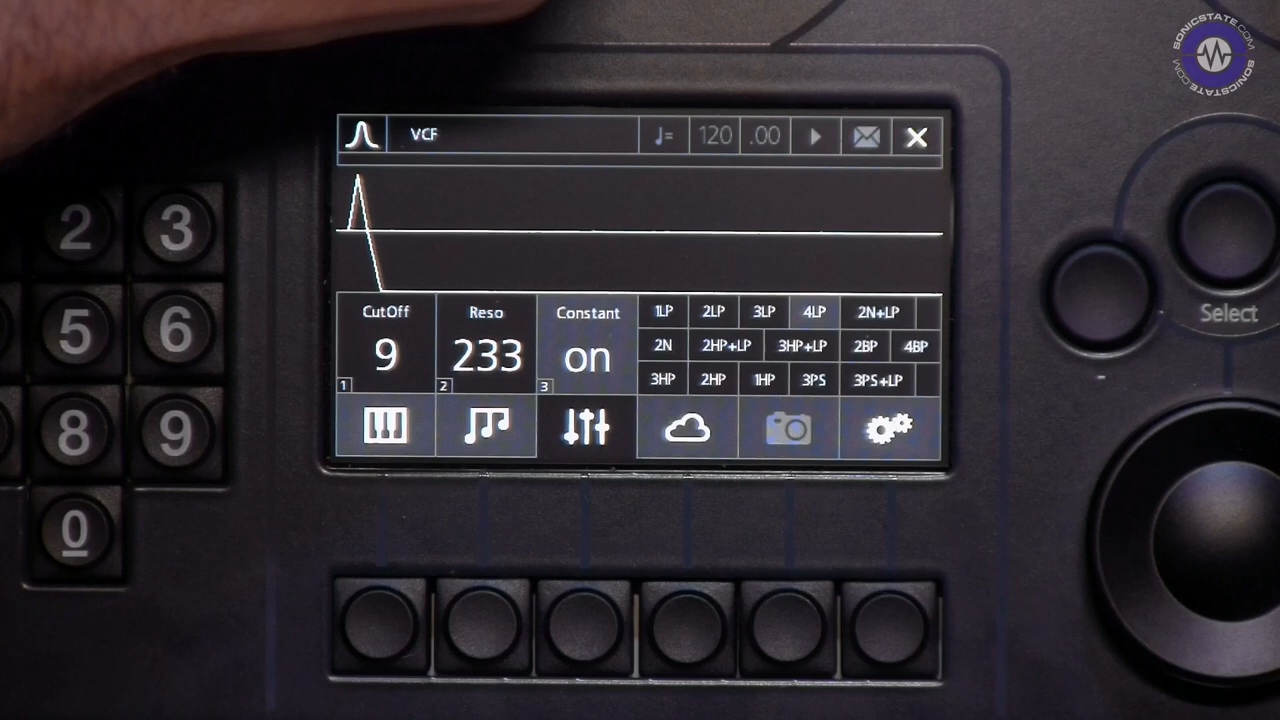 SONICSTATE.COM SONICSTATE.COM
VCF ♩= 120 .00
2 3
5 6
8 9
0
CutOff Reso Constant
9 233 on
1 2 3
1LP 2LP 3LP 4LP 2N+LP
2N 2HP+LP 3HP+LP 2BP 4BP
3HP 2HP 1HP 3PS 3PS+LP
Select